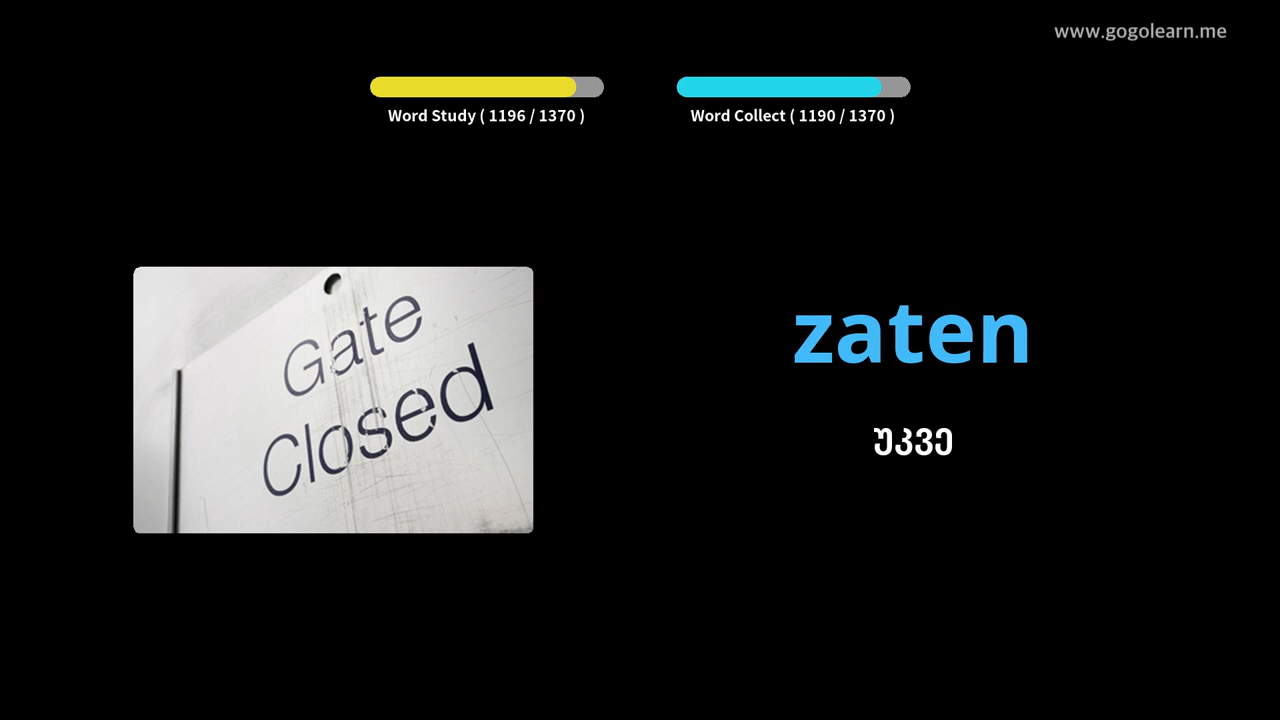 www.gogolearn.me
Word Study ( 1196 / 1370 )
Word Collect ( 1190 / 1370 )
Gate
Closed
zaten
უკვე